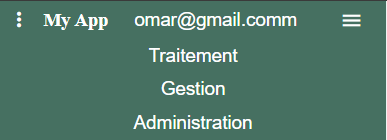 My App omar@gmail.comm
Traitement
Gestion
Administration